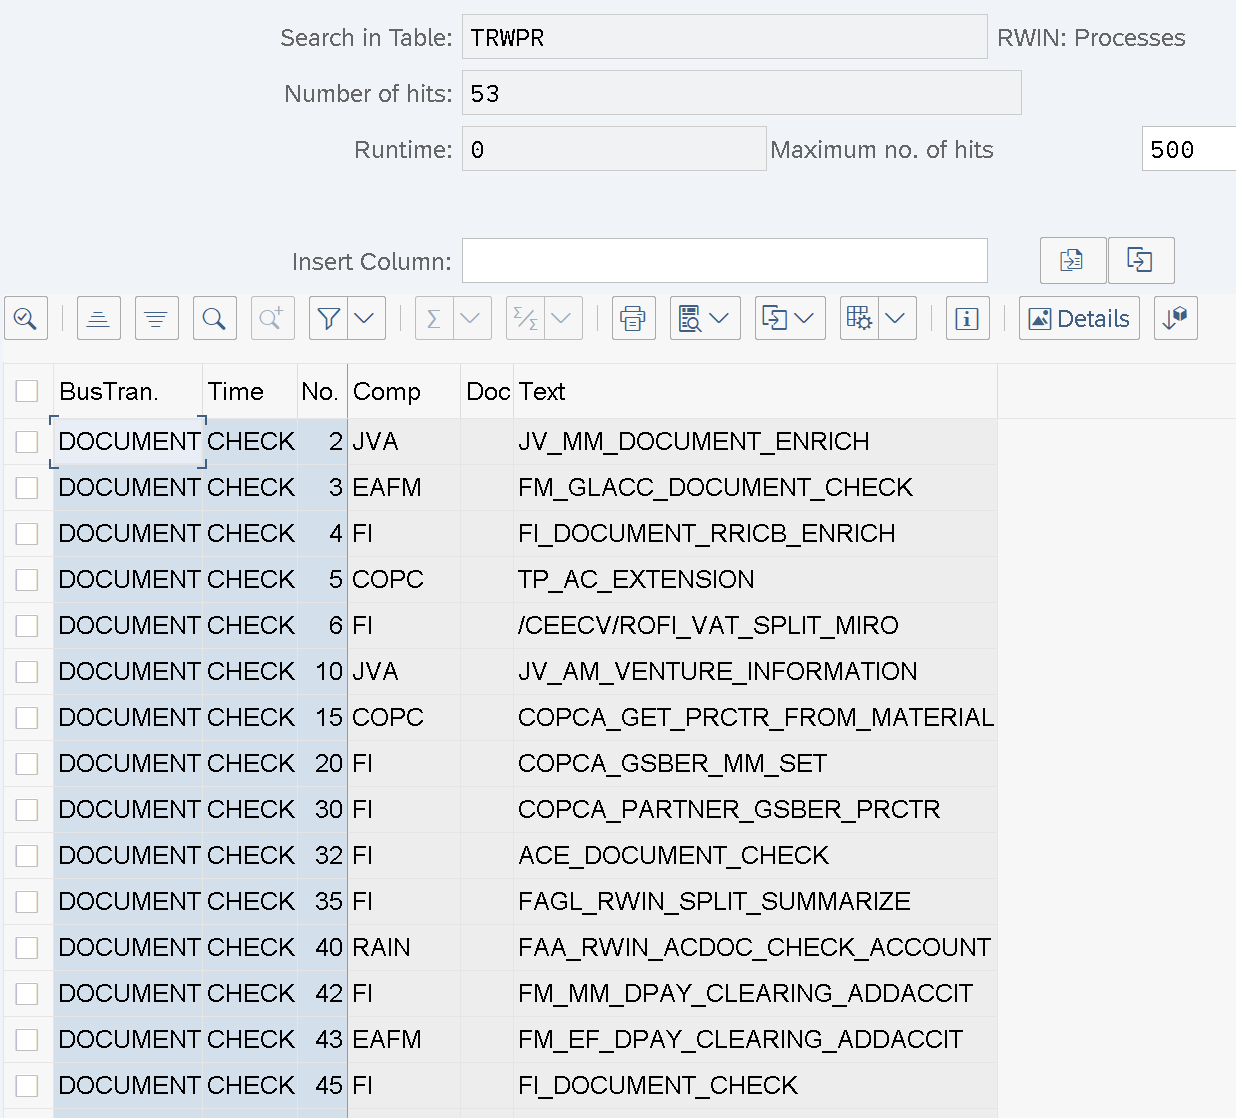 Search in Table: TRWPR RWIN: Processes
Number of hits: 53
Runtime: 0 Maximum no. of hits 500
Insert Column:
Details
BusTran. Time No. Comp Doc Text
DOCUMENT CHECK 2 JVA JV_MM_DOCUMENT_ENRICH
DOCUMENT CHECK 3 EAFM FM_GLACC_DOCUMENT_CHECK
DOCUMENT CHECK 4 FI FI_DOCUMENT_RRICB_ENRICH
DOCUMENT CHECK 5 COPC TP_AC_EXTENSION
DOCUMENT CHECK 6 FI /CEECV/ROFI_VAT_SPLIT_MIRO
DOCUMENT CHECK 10 JVA JV_AM_VENTURE_INFORMATION
DOCUMENT CHECK 15 COPC COPCA_GET_PRCTR_FROM_MATERIAL
DOCUMENT CHECK 20 FI COPCA_GSBER_MM_SET
DOCUMENT CHECK 30 FI COPCA_PARTNER_GSBER_PRCTR
DOCUMENT CHECK 32 FI ACE_DOCUMENT_CHECK
DOCUMENT CHECK 35 FI FAGL_RWIN_SPLIT_SUMMARIZE
DOCUMENT CHECK 40 RAIN FAA_RWIN_ACDOC_CHECK_ACCOUNT
DOCUMENT CHECK 42 FI FM_MM_DPAY_CLEARING_ADDACCIT
DOCUMENT CHECK 43 EAFM FM_EF_DPAY_CLEARING_ADDACCIT
DOCUMENT CHECK 45 FI FI_DOCUMENT_CHECK